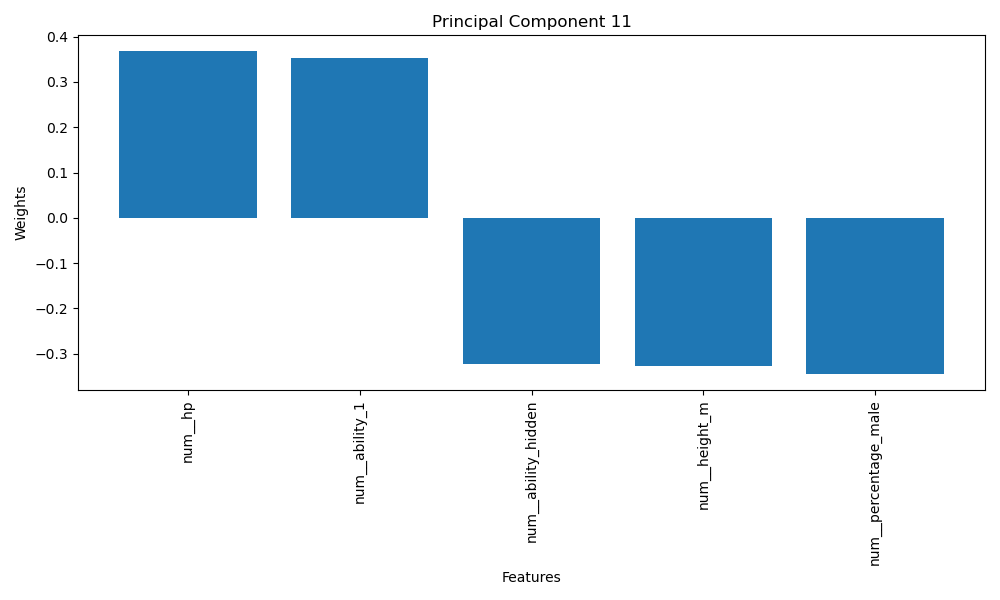 Principal Component 11
Weights
0.4
0.3
0.2
0.1
0.0
−0.1
−0.2
−0.3
num__hp
num__ability_1
num__ability_hidden
num__height_m
num__percentage_male
Features